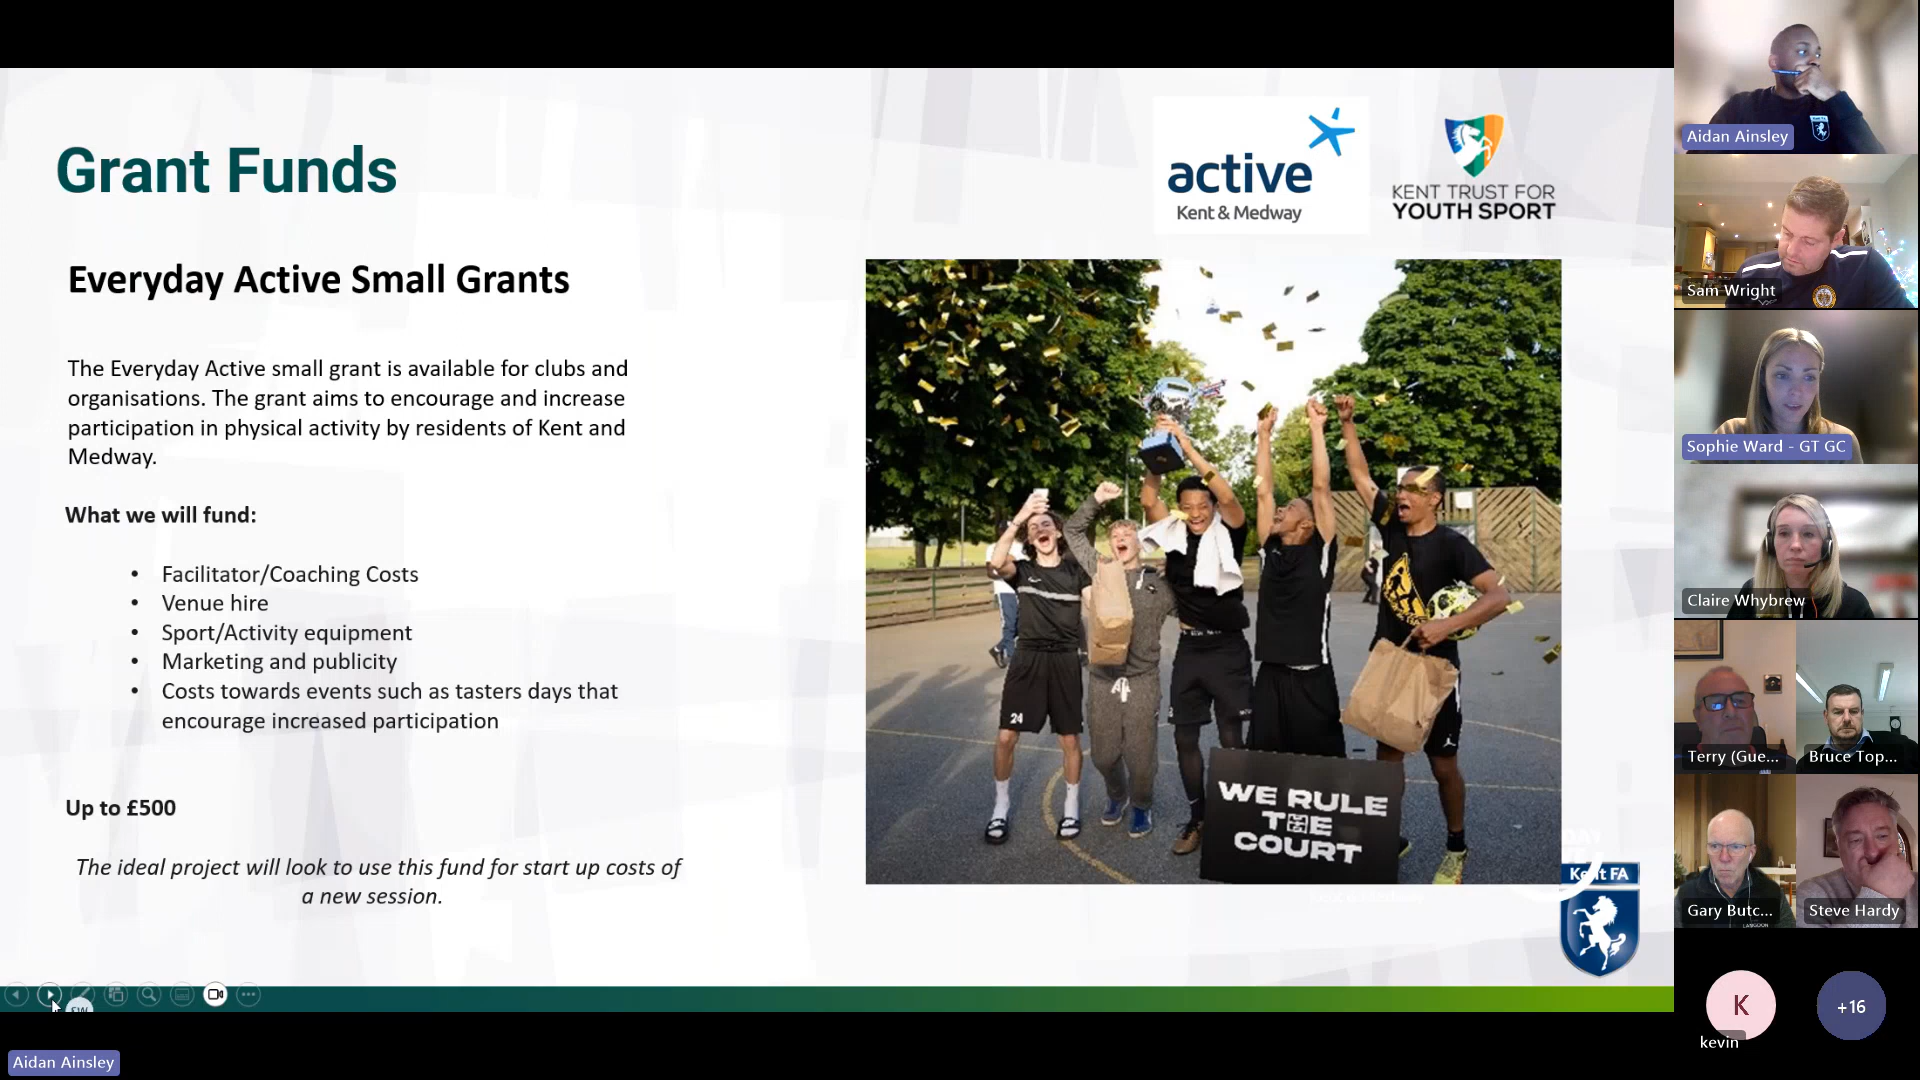 Grant Funds
active
Kent & Medway
KENT TRUST FOR
YOUTH SPORT
Everyday Active Small Grants
The Everyday Active small grant is available for clubs and
organisations. The grant aims to encourage and increase
participation in physical activity by residents of Kent and
Medway.
What we will fund:
• Facilitator/Coaching Costs
• Venue hire
• Sport/Activity equipment
• Marketing and publicity
• Costs towards events such as tasters days that
encourage increased participation
Up to £500
The ideal project will look to use this fund for start up costs of
a new session.
24
WE RULE
THE
COURT
Kent FA
SW
Aidan Ainsley
Aidan Ainsley
Sam Wright
Sophie Ward - GT GC
Claire Whybrew
Terry (Gue...
Bruce Top...
Gary Butc...
Steve Hardy
K
kevin
+16